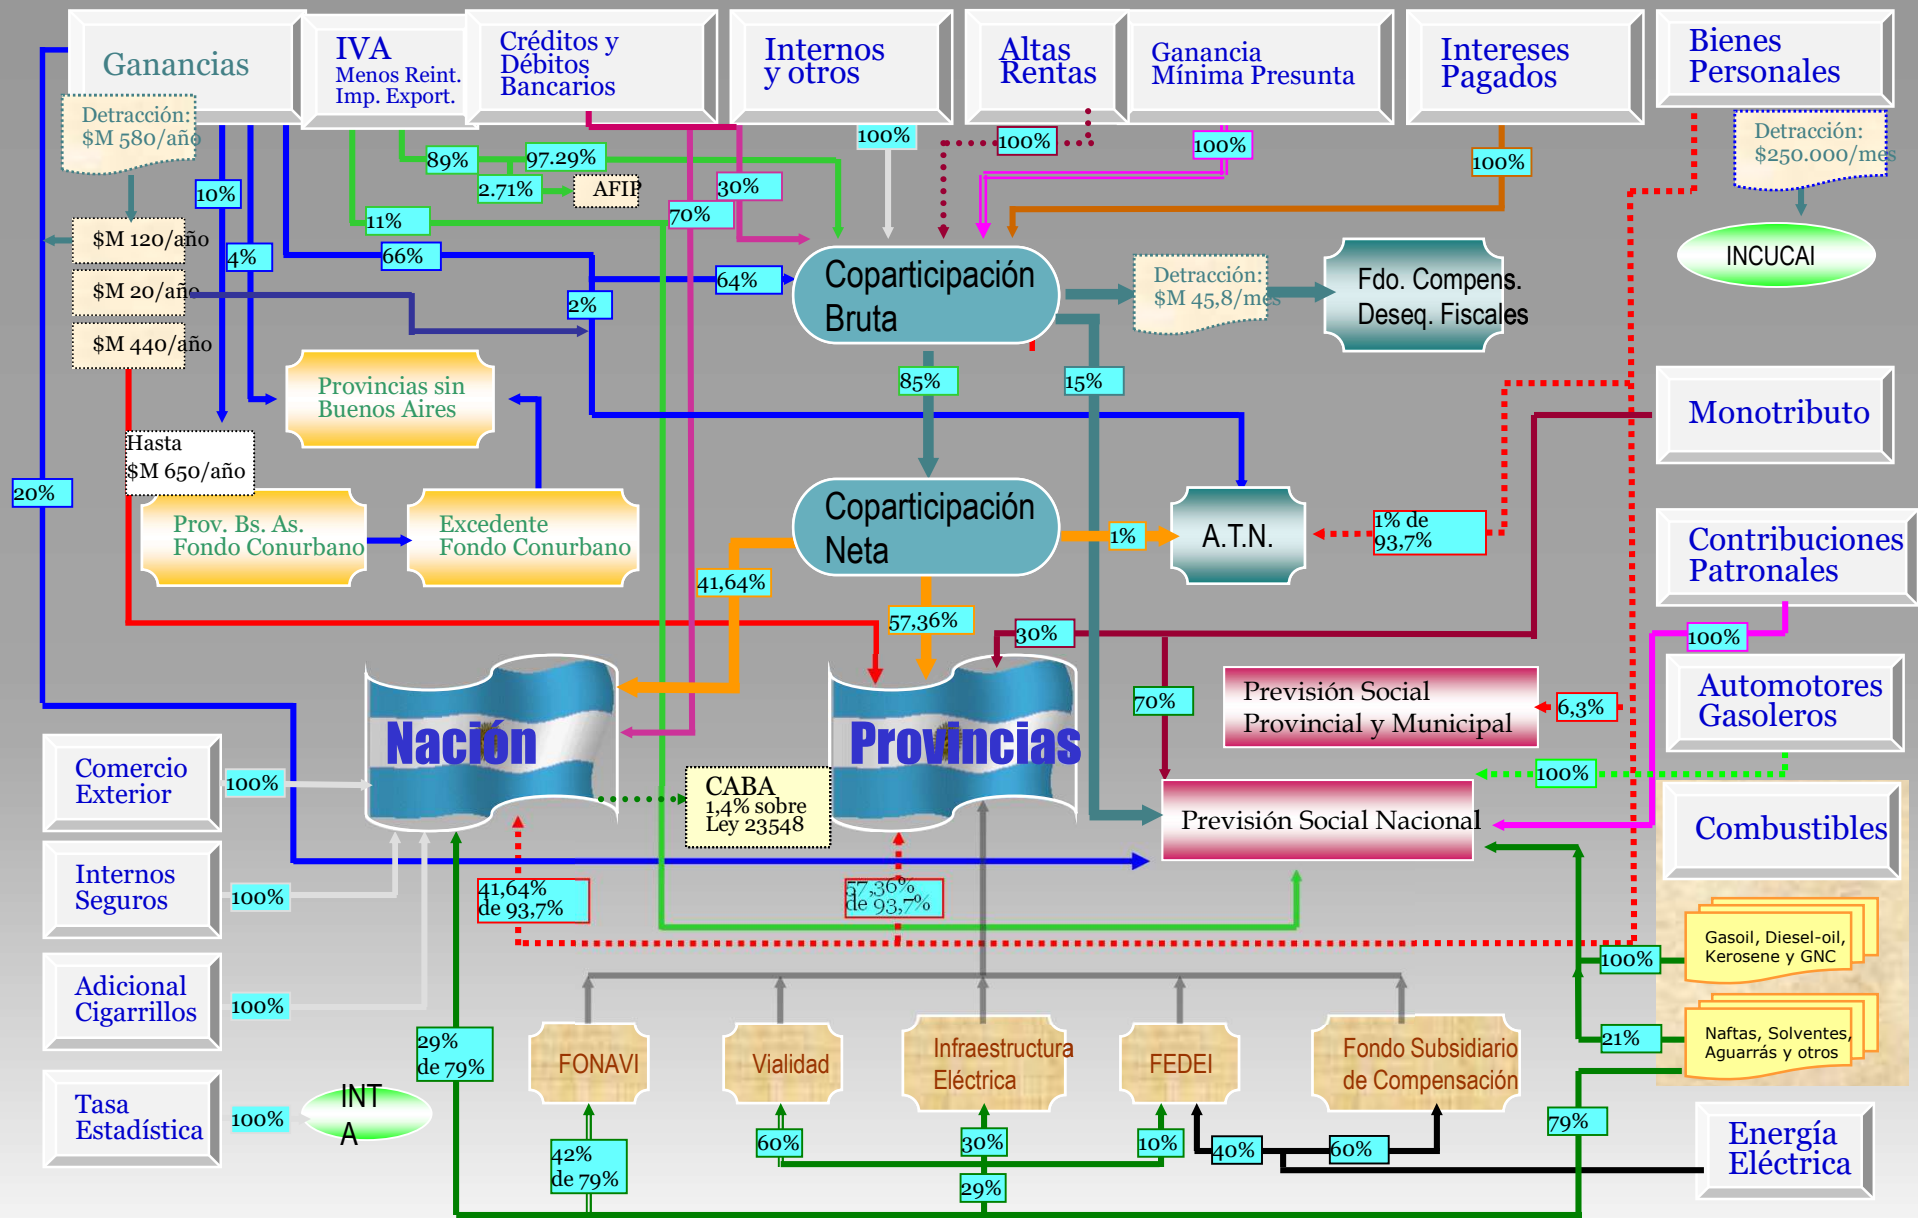 Ganancias
IVA
Menos Reint.
Imp. Export.
Créditos y
Débitos
Bancarios
Internos
y otros
Altas
Rentas
Ganancia
Mínima Presunta
Intereses
Pagados
Bienes
Personales
Detracción:
$M 580/año
Detracción:
$250.000/mes
100%
100%
100%
100%
89%
97.29%
2.71%
AFIP
10%
30%
70%
11%
$M 120/año
4%
66%
64%
2%
$M 20/año
$M 440/año
Coparticipación
Bruta
Detracción:
$M 45,8/mes
Fdo. Compens.
Deseq. Fiscales
INCUCAI
Provincias sin
Buenos Aires
85%
15%
Monotributo
Hasta
$M 650/año
20%
Prov. Bs. As.
Fondo Conurbano
Excedente
Fondo Conurbano
Coparticipación
Neta
1%
A.T.N.
1% de
93,7%
Contribuciones
Patronales
41,64%
57,36%
30%
100%
70%
Previsión Social
Provincial y Municipal
6,3%
Automotores
Gasoleros
Nación
Provincias
Comercio
Exterior
100%
CABA
1,4% sobre
Ley 23548
100%
Previsión Social Nacional
Combustibles
Internos
Seguros
100%
41,64%
de 93,7%
57,36%
de 93,7%
Gasoil, Diesel-oil,
Kerosene y GNC
100%
Adicional
Cigarrillos
100%
29%
de 79%
FONAVI
Vialidad
Infraestructura
Eléctrica
FEDEI
Fondo Subsidiario
de Compensación
21%
Naftas, Solventes,
Aguarrás y otros
Tasa
Estadística
100%
INT
A
42%
de 79%
60%
30%
10%
40%
60%
79%
29%
Energía
Eléctrica